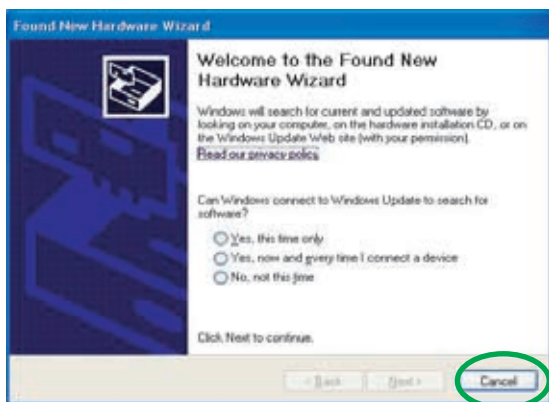 Found New Hardware Wizard
Welcome to the Found New
Hardware Wizard
Windows will search for current and updated software by
looking on your computer, on the hardware installation CD, or on
the Windows Update Web site (with your permission).
Read our privacy policy
Can Windows connect to Windows Update to search for
software?
Yes, this time only
Yes, now and every time I connect a device
No, not this time
Click Next to continue.
< Back Next > Cancel